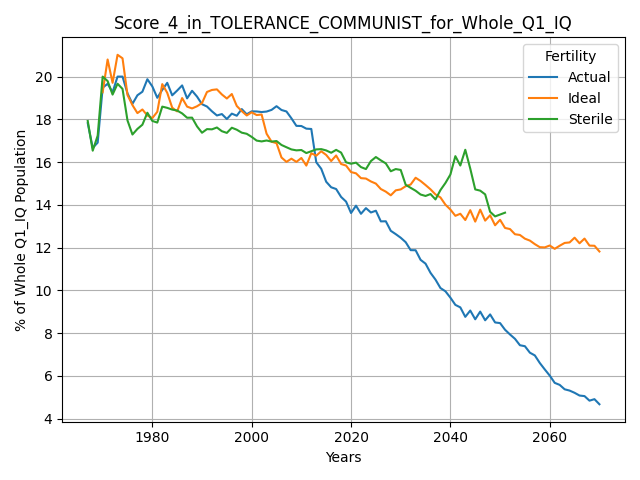 Score_4_in_TOLERANCE_COMMUNIST_for_Whole_Q1_IQ
% of Whole Q1_IQ Population
20
18
16
14
12
10
8
6
4
Fertility
Actual
Ideal
Sterile
1980
2000
2020
2040
2060
Years